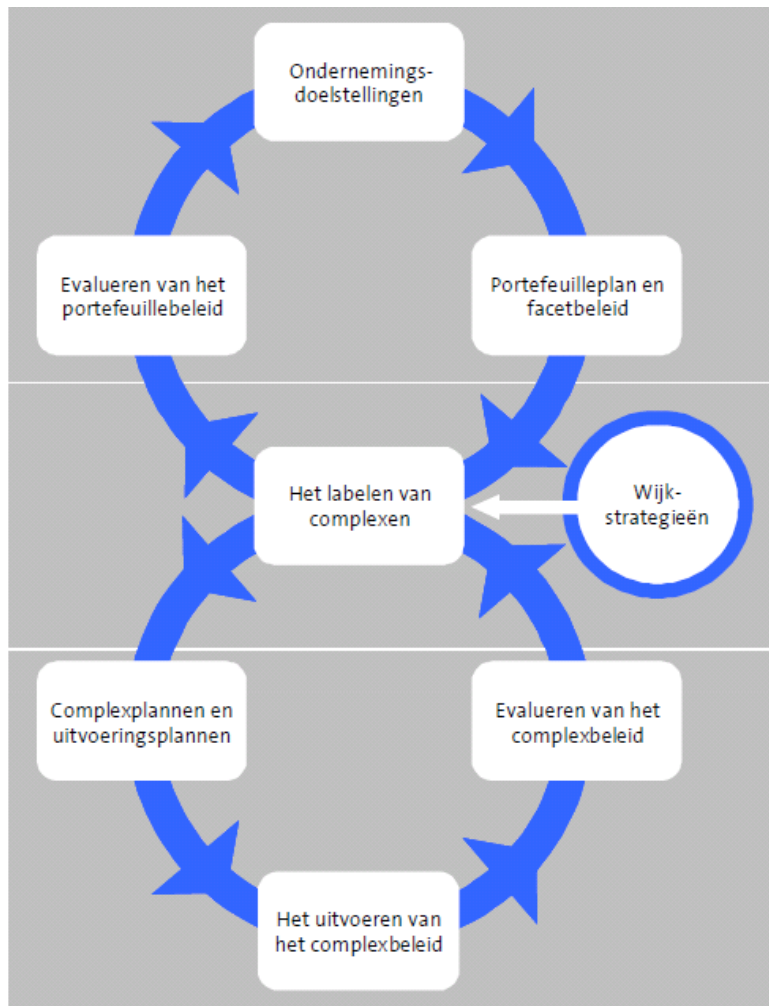 Ondernemings-
doelstellingen
Evalueren van het
portefeuillebeleid
Portefeuilleplan en
facetbeleid
Het labelen van
complexen
Wijk-
strategieën
Complexplannen en
uitvoeringsplannen
Evalueren van het
complexbeleid
Het uitvoeren van
het complexbeleid